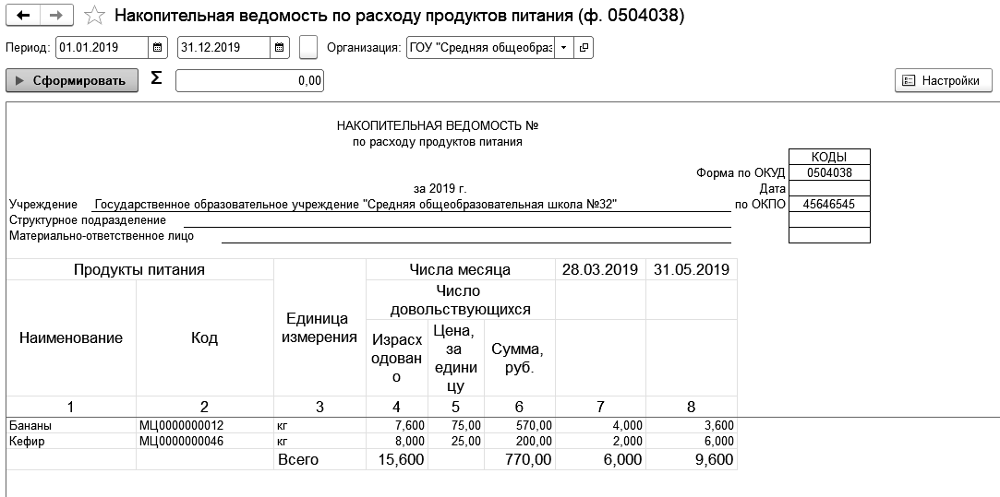 Накопительная ведомость по расходу продуктов питания (ф. 0504038)
Период: 01.01.2019 31.12.2019 Организация: ГОУ "Средняя общеобраз
Сформировать Σ 0,00 Настройки
НАКОПИТЕЛЬНАЯ ВЕДОМОСТЬ №
по расходу продуктов питания
КОДЫ
Форма по ОКУД 0504038
за 2019 г. Дата
Учреждение Государственное образовательное учреждение "Средняя общеобразовательная школа №32" по ОКПО 45646545
Структурное подразделение
Материально-ответственное лицо
Продукты питания Числа месяца 28.03.2019 31.05.2019
Число
довольствующихся
Наименование Код Единица
измерения
Израсх
одован
о
Цена,
за
едини
цу
Сумма,
руб.
1 2 3 4 5 6 7 8
Бананы МЦ0000000012 кг 7,600 75,00 570,00 4,000 3,600
Кефир МЦ0000000046 кг 8,000 25,00 200,00 2,000 6,000
Всего 15,600 770,00 6,000 9,600